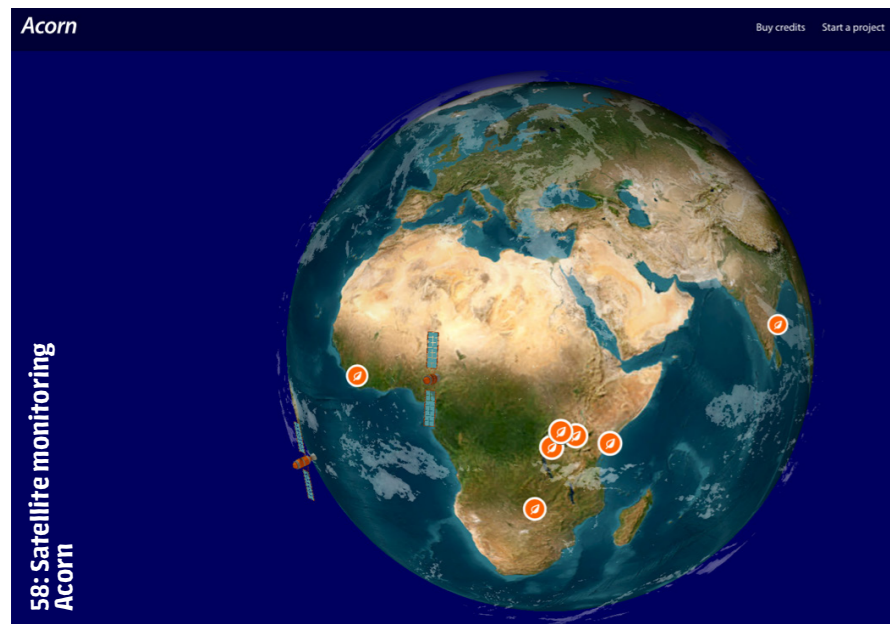 Acorn
Buy credits
Start a project
58: Satellite monitoring
Acorn